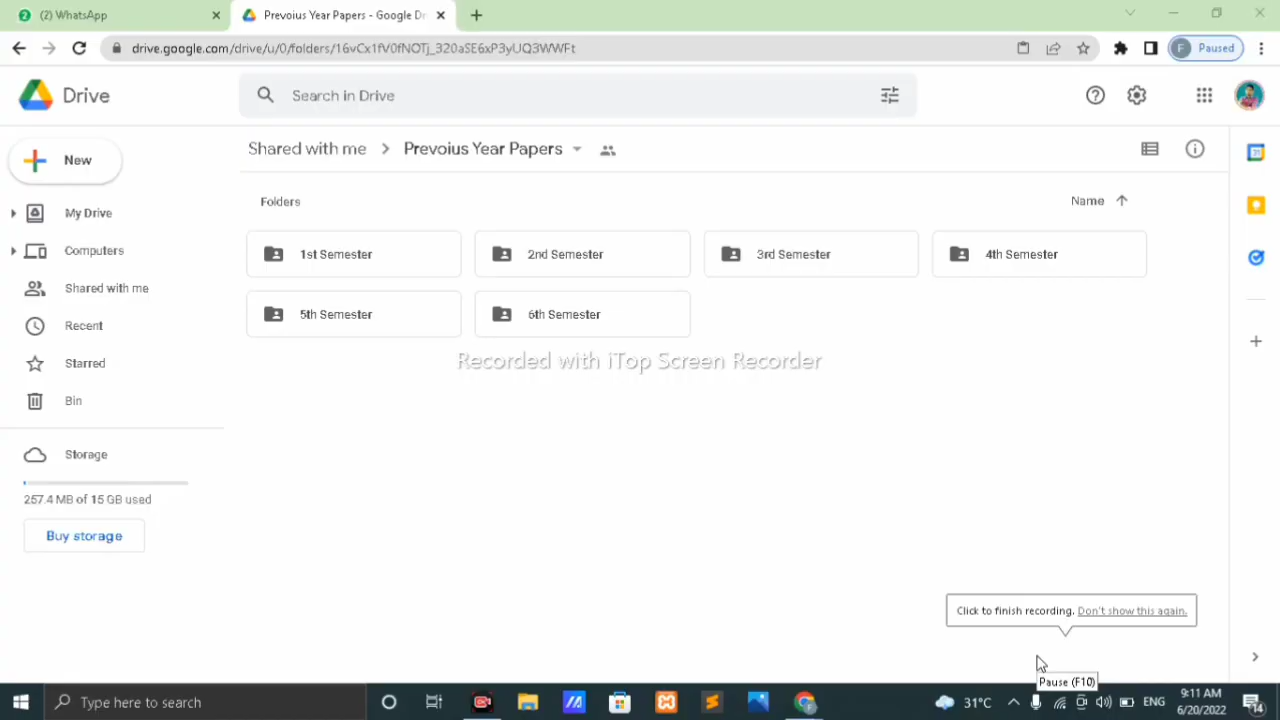 2
(2) WhatsApp
Prevoius Year Papers - Google Dr
drive.google.com/drive/u/0/folders/16vCx1fV0fNOTj_320aSE6xP3yUQ3WWFt
F Paused
Drive
Search in Drive
New
Shared with me
Prevoius Year Papers
31
My Drive
Computers
Shared with me
Recent
Starred
Bin
Storage
257.4 MB of 15 GB used
Buy storage
Folders
Name
1st Semester
2nd Semester
3rd Semester
4th Semester
5th Semester
6th Semester
Recorded with iTop Screen Recorder
Click to finish recording. Don't show this again.
Pause (F10)
Type here to search
31°C
ENG
9:11 AM
6/20/2022
14